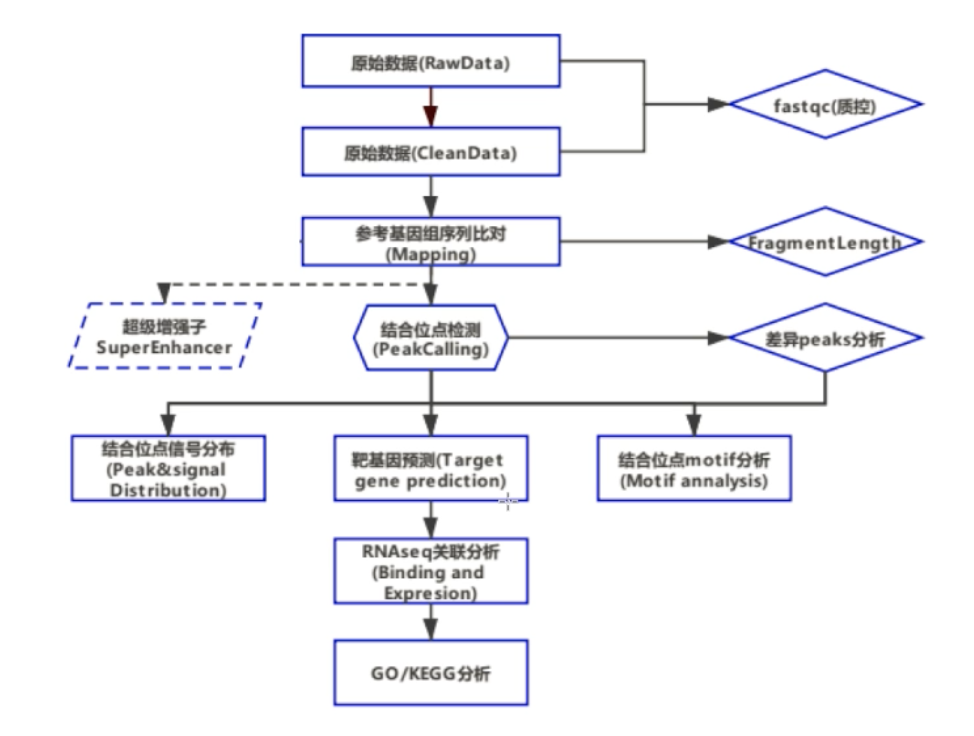 原始数据(RawData)
fastqc(质控)
原始数据(CleanData)
参考基因组序列比对
(Mapping)
FragmentLength
超级增强子
SuperEnhancer
结合位点检测
(PeakCalling)
差异peaks分析
结合位点信号分布
(Peak&signal
Distribution)
靶基因预测(Target
gene prediction)
结合位点motif分析
(Motif annalysis)
RNAseq关联分析
(Binding and
Expresion)
GO/KEGG分析